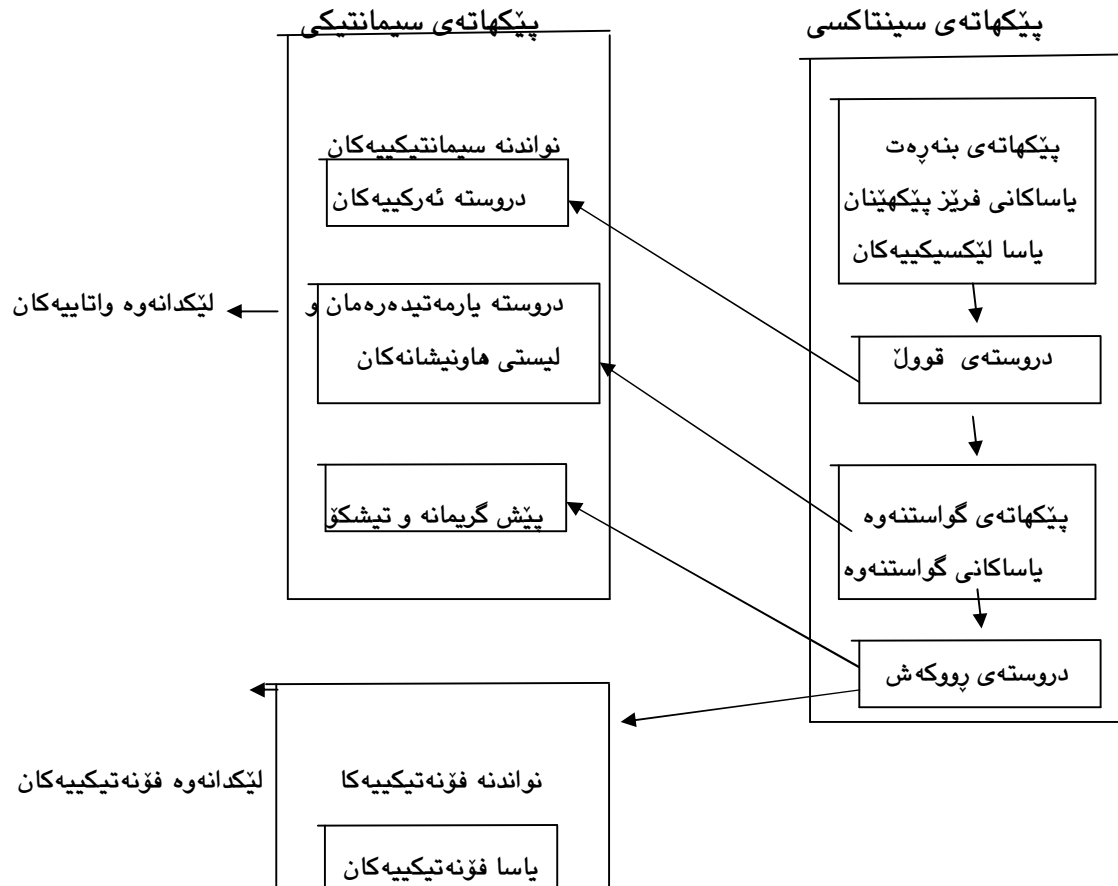 پێکهاتەی سینتاکسی
پێکهاتەی بنەڕەت
یاساکانی فرێز پێکهێنان
یاسا لێکسیکییەکان
دروستەی قووڵ
پێکهاتەی گواستنەوە
یاساکانی گواستنەوە
دروستەی ڕووکەش
پێکهاتەی سیمانتیکی
نواندنە سیمانتیکییەکان
دروستە ئەرکییەکان
دروستە یارمەتیدەرەمان و
لیستی هاونیشانەکان
پێش گریمانە و تیشکۆ
لێکدانەوە واتاییەکان
نواندنە فۆنەتیکییەکا
یاسا فۆنەتیکییەکان
لێکدانەوە فۆنەتیکییەکان